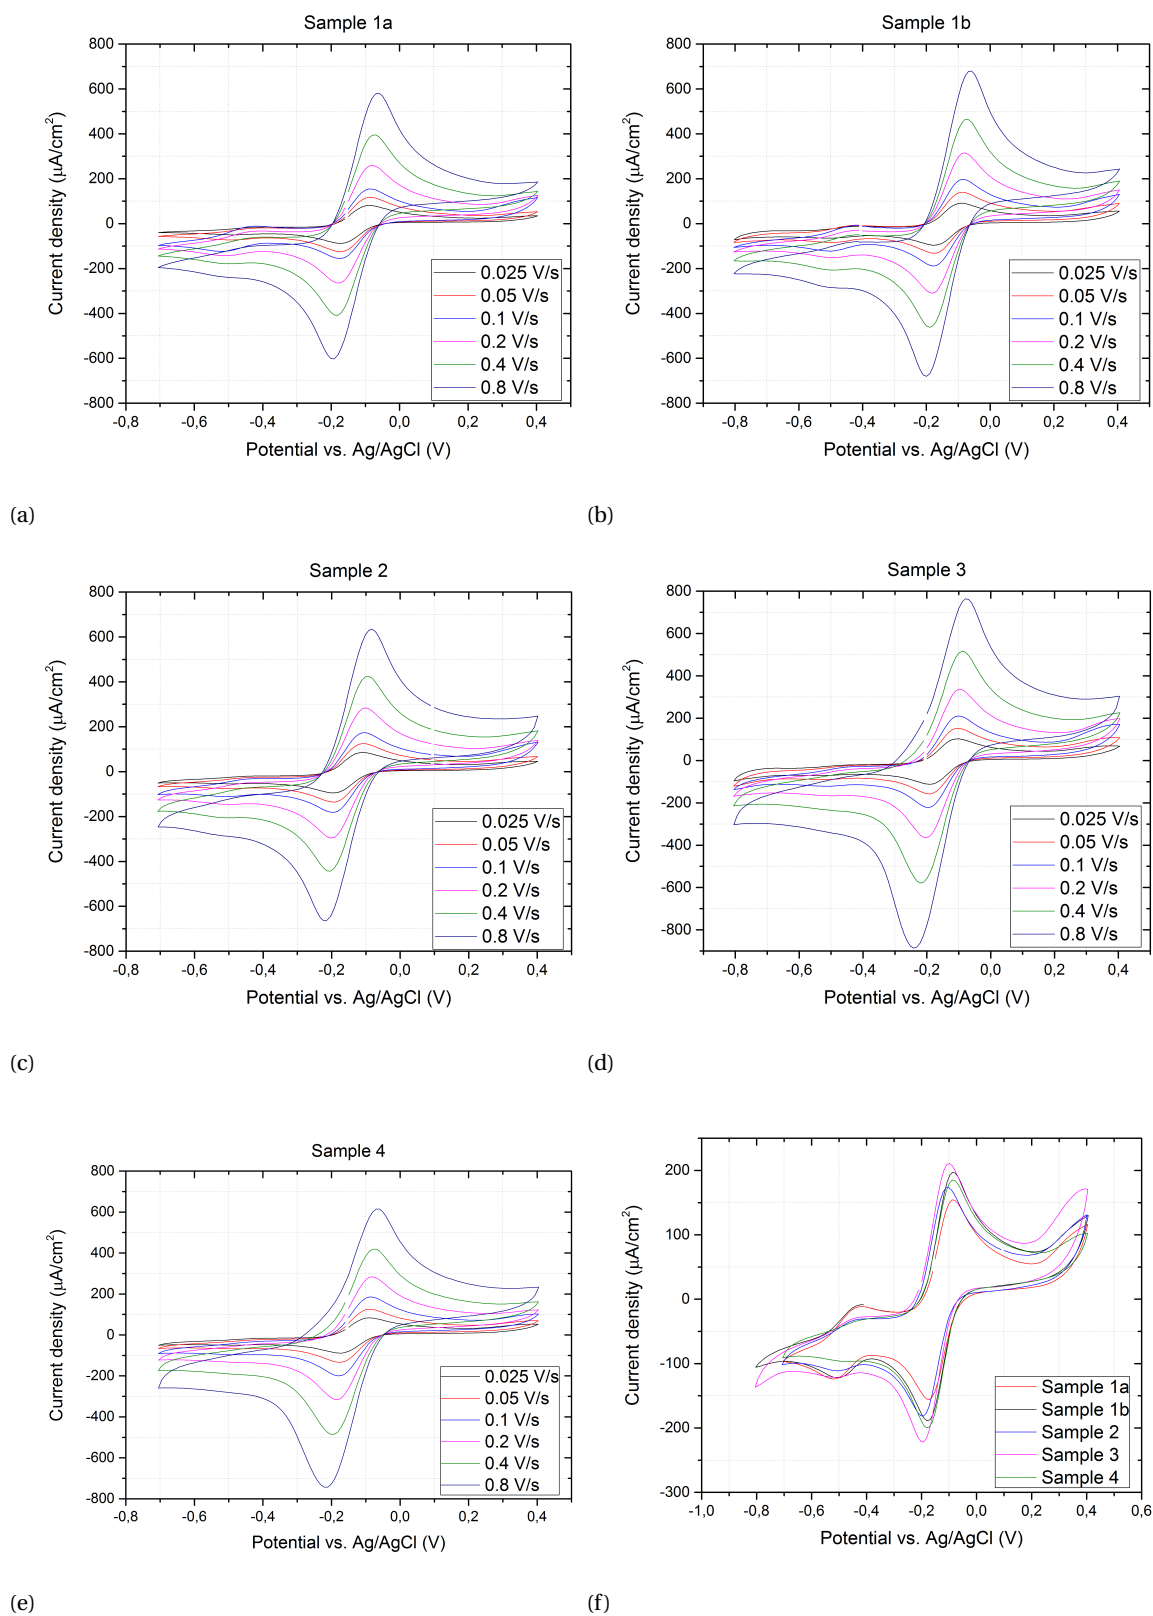 Sample 1a
800
600
400
200
0
-200
-400
-600
-800
Current density (µA/cm²)
0.025 V/s
0.05 V/s
0.1 V/s
0.2 V/s
0.4 V/s
0.8 V/s
-0,8 -0,6 -0,4 -0,2 0,0 0,2 0,4
Potential vs. Ag/AgCl (V)
(a)
Sample 1b
800
600
400
200
0
-200
-400
-600
-800
Current density (µA/cm²)
0.025 V/s
0.05 V/s
0.1 V/s
0.2 V/s
0.4 V/s
0.8 V/s
-0,8 -0,6 -0,4 -0,2 0,0 0,2 0,4
Potential vs. Ag/AgCl (V)
(b)
Sample 2
800
600
400
200
0
-200
-400
-600
-800
Current density (µA/cm²)
0.025 V/s
0.05 V/s
0.1 V/s
0.2 V/s
0.4 V/s
0.8 V/s
-0,8 -0,6 -0,4 -0,2 0,0 0,2 0,4
Potential vs. Ag/AgCl (V)
(c)
Sample 3
800
600
400
200
0
-200
-400
-600
-800
Current density (µA/cm²)
0.025 V/s
0.05 V/s
0.1 V/s
0.2 V/s
0.4 V/s
0.8 V/s
-0,8 -0,6 -0,4 -0,2 0,0 0,2 0,4
Potential vs. Ag/AgCl (V)
(d)
Sample 4
800
600
400
200
0
-200
-400
-600
-800
Current density (µA/cm²)
0.025 V/s
0.05 V/s
0.1 V/s
0.2 V/s
0.4 V/s
0.8 V/s
-0,8 -0,6 -0,4 -0,2 0,0 0,2 0,4
Potential vs. Ag/AgCl (V)
(e)
200
100
0
-100
-200
-300
Current density (µA/cm²)
Sample 1a
Sample 1b
Sample 2
Sample 3
Sample 4
-1,0 -0,8 -0,6 -0,4 -0,2 0,0 0,2 0,4 0,6
Potential vs. Ag/AgCl (V)
(f)